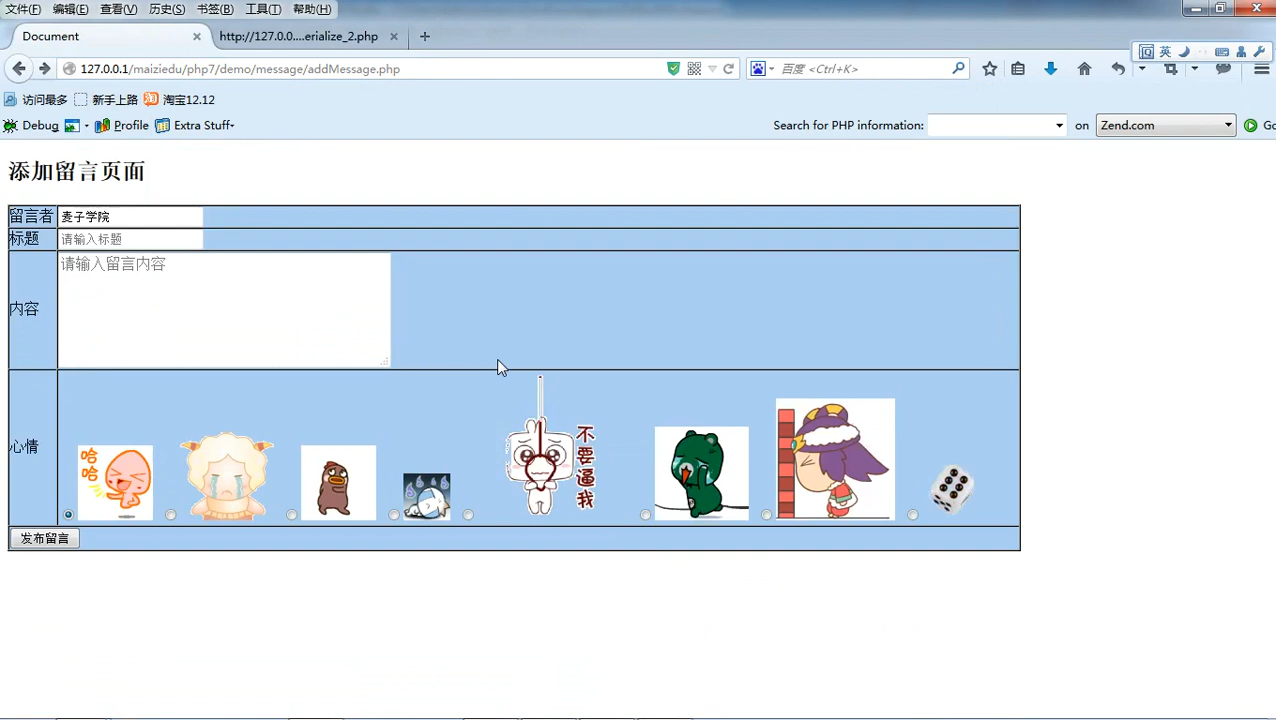 文件(F) 编辑(E) 查看(V) 历史(S) 书签(B) 工具(T) 帮助(H)
Document http://127.0.0....erialize_2.php
英
127.0.0.1/maiziedu/php7/demo/message/addMessage.php 百度 <Ctrl+K>
访问最多 新手上路 淘 淘宝12.12
Debug Profile Extra Stuff Search for PHP information: on Zend.com Go
添加留言页面
留言者 麦子学院
标题 请输入标题
内容 请输入留言内容
心情
哈哈
不要逼我
发布留言